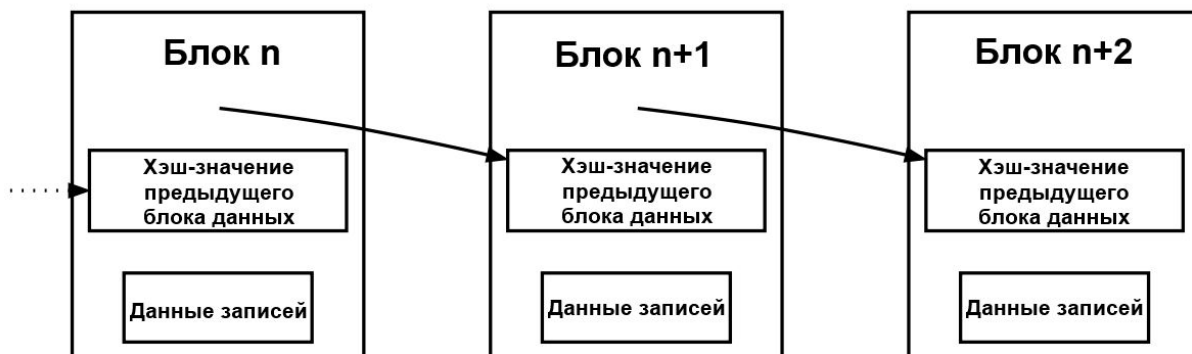 Блок n
Хэш-значение
предыдущего
блока данных
Данные записей
Блок n+1
Хэш-значение
предыдущего
блока данных
Данные записей
Блок n+2
Хэш-значение
предыдущего
блока данных
Данные записей